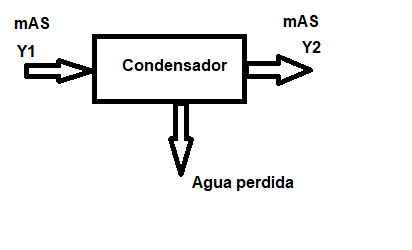 mAS
Y1
Condensador
mAS
Y2
Agua perdida